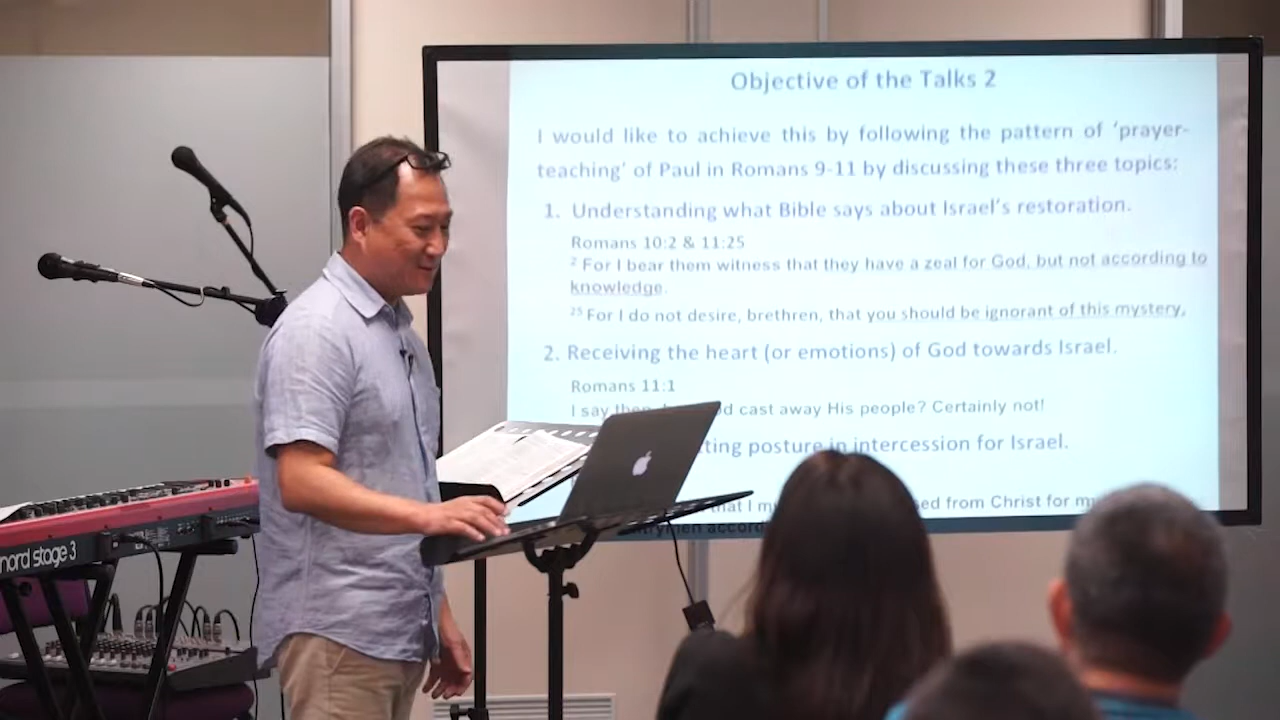 Objective of the Talks 2
I would like to achieve this by following the pattern of ‘prayer-
teaching’ of Paul in Romans 9-11 by discussing these three topics:
1. Understanding what Bible says about Israel’s restoration.
Romans 10:2 & 11:25
2 For I bear them witness that they have a zeal for God, but not according to
knowledge.
25 For I do not desire, brethren, that you should be ignorant of this mystery,
2. Receiving the heart (or emotions) of God towards Israel.
Romans 11:1
I say cast away His people? Certainly not!
posture in intercession for Israel.
that I from Christ for
nord stage 3